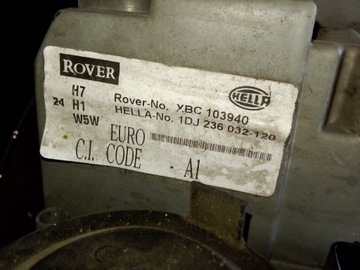 ROVER
HELLA
H7
24 H1
W5W
Rover-No. YBC 103940
HELLA-No. 1DJ 236 032-120
EURO
C.I. CODE A1